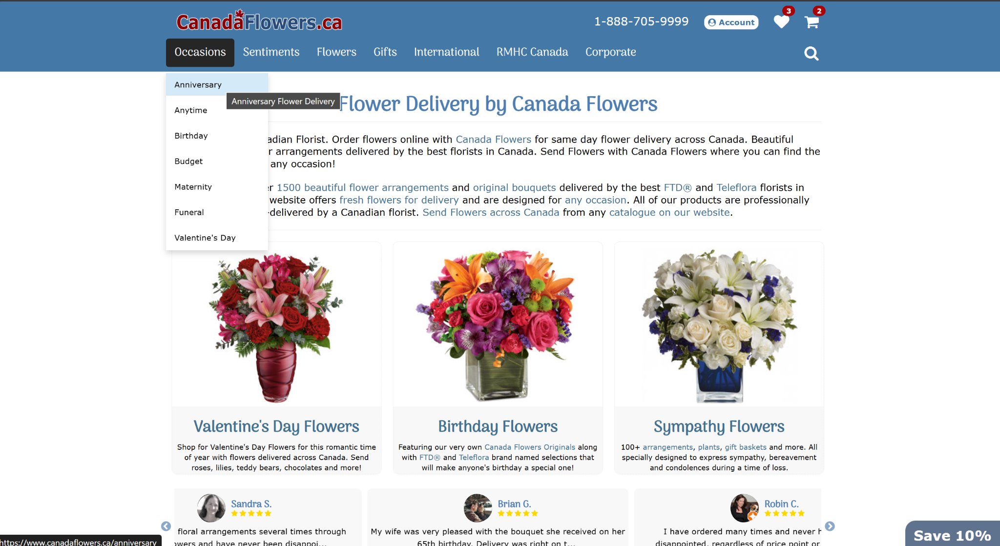 CanadaFlowers.ca
1-888-705-9999
Account
3
2
Occasions
Sentiments
Flowers
Gifts
International
RMHC Canada
Corporate
Anniversary
Anytime
Birthday
Budget
Maternity
Funeral
Valentine's Day
Anniversary Flower Delivery
Flower Delivery by Canada Flowers
adian Florist. Order flowers online with Canada Flowers for same day flower delivery across Canada. Beautiful
r arrangements delivered by the best florists in Canada. Send Flowers with Canada Flowers where you can find the
any occasion!
er 1500 beautiful flower arrangements and original bouquets delivered by the best FTD® and Teleflora florists in
website offers fresh flowers for delivery and are designed for any occasion. All of our products are professionally
-delivered by a Canadian florist. Send Flowers across Canada from any catalogue on our website.
Valentine's Day Flowers
Shop for Valentine's Day Flowers for this romantic time
of year with flowers delivered across Canada. Send
roses, lilies, teddy bears, chocolates and more!
Birthday Flowers
Featuring our very own Canada Flowers Originals along
with FTD® and Teleflora brand named selections that
will make anyone's birthday a special one!
Sympathy Flowers
100+ arrangements, plants, gift baskets and more. All
specially designed to express sympathy, bereavement
and condolences during a time of loss.
Sandra S.
floral arrangements several times through
owers and have never been disappoi...
Brian G.
My wife was very pleased with the bouquet she received on her
65th birthday. Delivery was right on t...
Robin C.
I have ordered many times and never h
disappointed, regardless of price point or
Save 10%
https://www.canadaflowers.ca/anniversary